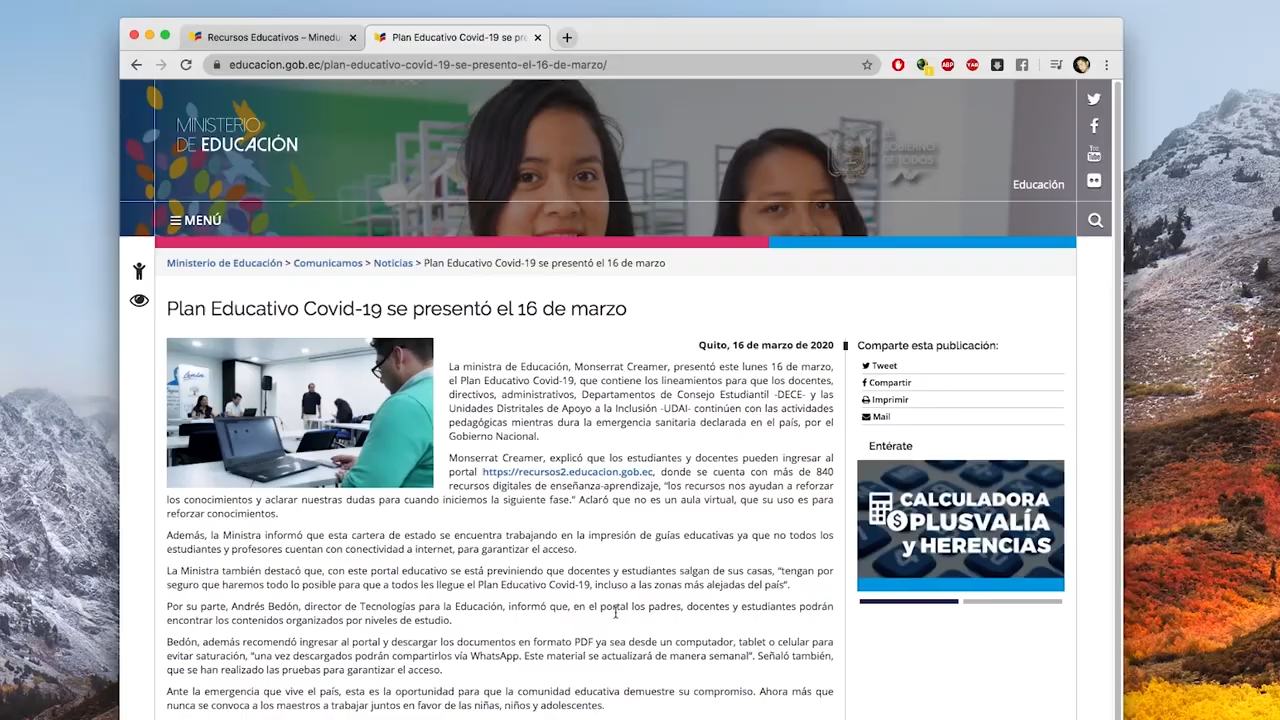 Recursos Educativos – Minedu
Plan Educativo Covid-19 se pre
educacion.gob.ec/plan-educativo-covid-19-se-presento-el-16-de-marzo/
MINISTERIO
DE EDUCACIÓN
EL
GOBIERNO
DE TODOS
Educación
MENÚ
Ministerio de Educación > Comunicamos > Noticias > Plan Educativo Covid-19 se presentó el 16 de marzo
Plan Educativo Covid-19 se presentó el 16 de marzo
Quito, 16 de marzo de 2020
La ministra de Educación, Monserrat Creamer, presentó este lunes 16 de marzo,
el Plan Educativo Covid-19, que contiene los lineamientos para que los docentes,
directivos, administrativos, Departamentos de Consejo Estudiantil -DECE- y las
Unidades Distritales de Apoyo a la Inclusión -UDAI- continúen con las actividades
pedagógicas mientras dura la emergencia sanitaria declarada en el país, por el
Gobierno Nacional.
Monserrat Creamer, explicó que los estudiantes y docentes pueden ingresar al
portal https://recursos2.educacion.gob.ec, donde se cuenta con más de 840
recursos digitales de enseñanza-aprendizaje, “los recursos nos ayudan a reforzar
los conocimientos y aclarar nuestras dudas para cuando iniciemos la siguiente fase.” Aclaró que no es un aula virtual, que su uso es para
reforzar conocimientos.
Además, la Ministra informó que esta cartera de estado se encuentra trabajando en la impresión de guías educativas ya que no todos los
estudiantes y profesores cuentan con conectividad a internet, para garantizar el acceso.
La Ministra también destacó que, con este portal educativo se está previniendo que docentes y estudiantes salgan de sus casas, “tengan por
seguro que haremos todo lo posible para que a todos les llegue el Plan Educativo Covid-19, incluso a las zonas más alejadas del país”.
Por su parte, Andrés Bedón, director de Tecnologías para la Educación, informó que, en el portal los padres, docentes y estudiantes podrán
encontrar los contenidos organizados por niveles de estudio.
Bedón, además recomendó ingresar al portal y descargar los documentos en formato PDF ya sea desde un computador, tablet o celular para
evitar saturación, “una vez descargados podrán compartirlos vía WhatsApp. Este material se actualizará de manera semanal”. Señaló también,
que se han realizado las pruebas para garantizar el acceso.
Ante la emergencia que vive el país, esta es la oportunidad para que la comunidad educativa demuestre su compromiso. Ahora más que
nunca se convoca a los maestros a trabajar juntos en favor de las niñas, niños y adolescentes.
Comparte esta publicación:
Tweet
Compartir
Imprimir
Mail
Entérate
CALCULADORA
PLUSVALÍA
y HERENCIAS